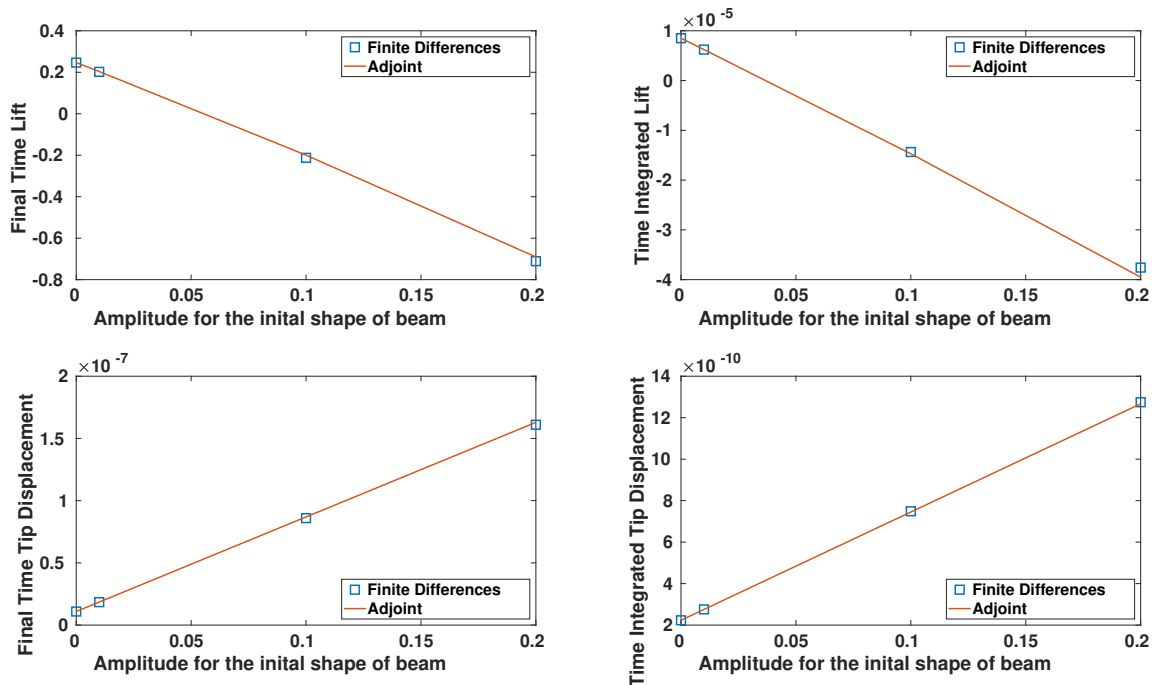 0.4
0.2
0
-0.2
-0.4
-0.6
-0.8
Final Time Lift
Finite Differences
Adjoint
0 0.05 0.1 0.15 0.2
Amplitude for the inital shape of beam
×10 -5
1
0
-1
-2
-3
-4
Time Integrated Lift
Finite Differences
Adjoint
0 0.05 0.1 0.15 0.2
Amplitude for the inital shape of beam
×10 -7
2
1.5
1
0.5
0
Final Time Tip Displacement
Finite Differences
Adjoint
0 0.05 0.1 0.15 0.2
Amplitude for the inital shape of beam
×10 -10
14
12
10
8
6
4
2
Time Integrated Tip Displacement
Finite Differences
Adjoint
0 0.05 0.1 0.15 0.2
Amplitude for the inital shape of beam